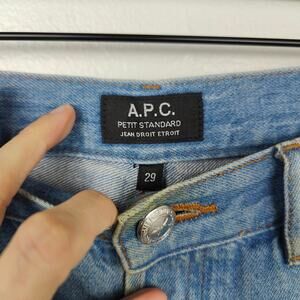 A.P.C.
PETIT STANDARD
JEAN DROIT ETROIT
29